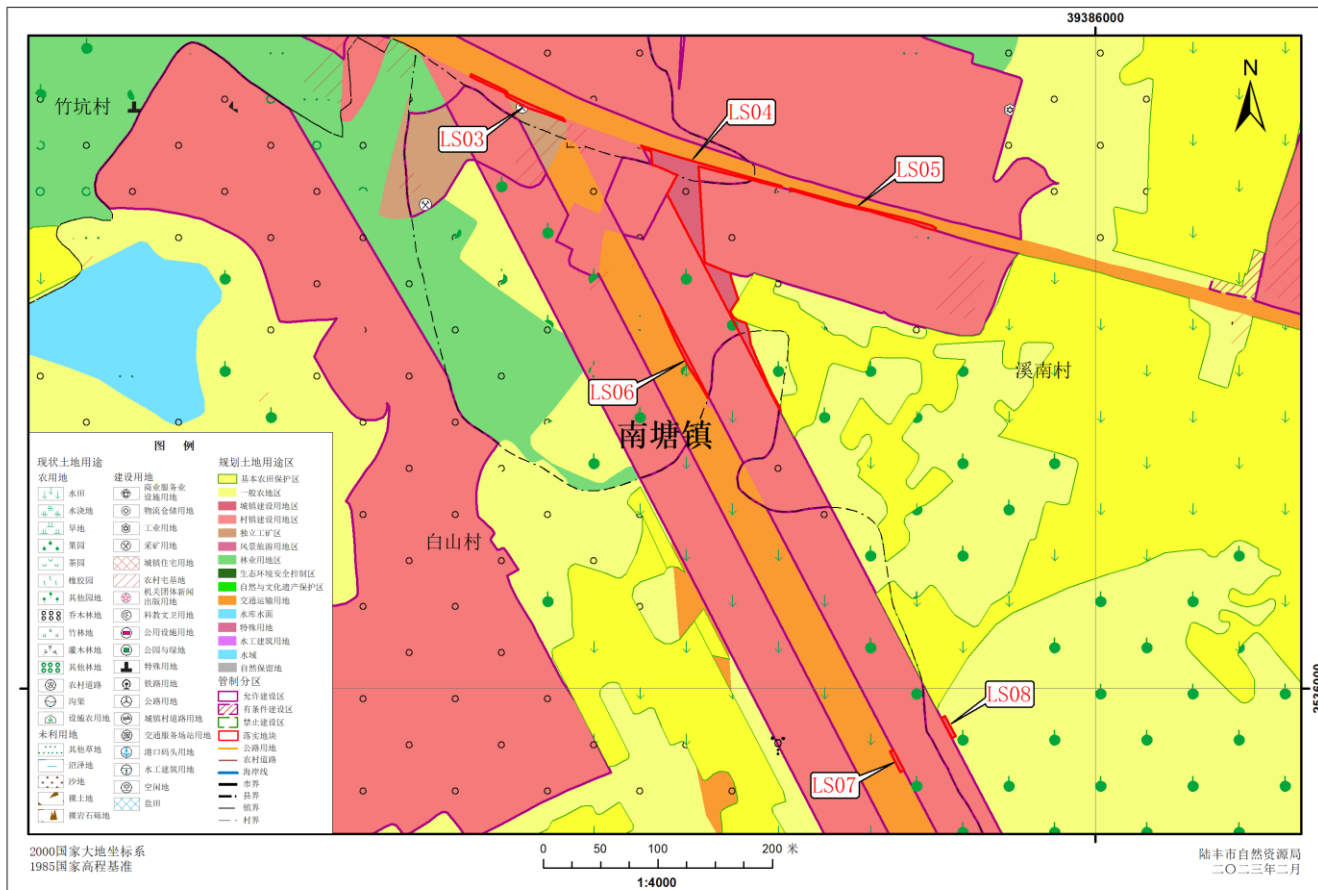 39386000
N
竹坑村
LS03
LS04
LS05
溪南村
LS06
南塘镇
白山村
LS08
LS07
2536000
图 例
现状土地用途
农用地
水田
水浇地
旱地
果园
茶园
橡胶园
其他园地
乔木林地
竹林地
灌木林地
其他林地
农村道路
沟渠
设施农用地
未利用地
其他草地
沼泽地
沙地
裸土地
裸岩石砾地
建设用地
商业服务业
设施用地
物流仓储用地
工业用地
采矿用地
城镇住宅用地
农村宅基地
机关团体新闻
出版用地
科教文卫用地
公用设施用地
公园与绿地
特殊用地
铁路用地
公路用地
城镇村道路用地
交通服务场站用地
港口码头用地
水工建筑用地
空闲地
盐田
规划土地用途区
基本农田保护区
一般农地区
城镇建设用地区
村镇建设用地区
独立工矿区
风景旅游用地区
林业用地区
生态环境安全控制区
自然与文化遗产保护区
交通运输用地
水库水面
特殊用地
水工建筑用地
水域
自然保留地
管制分区
允许建设区
有条件建设区
禁止建设区
落实地块
公路用地
农村道路
海岸线
市界
县界
镇界
村界
2000国家大地坐标系
1985国家高程基准
0 50 100 200 米
1:4000
陆丰市自然资源局
二〇二三年二月